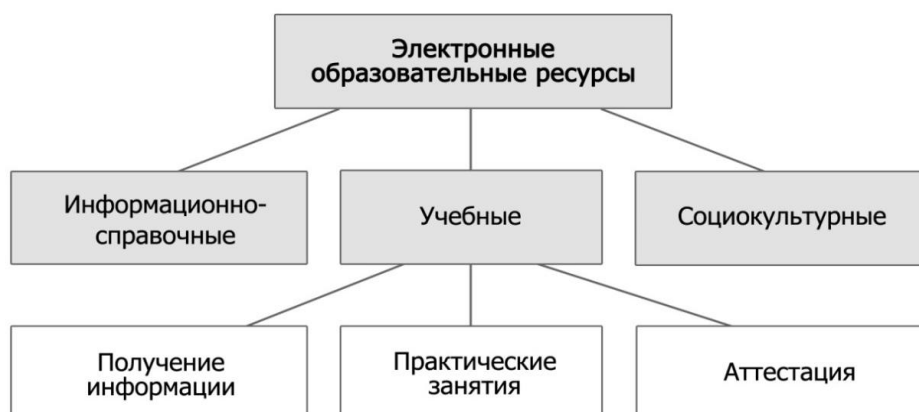 Электронные
образовательные ресурсы
Информационно-
справочные
Учебные
Социокультурные
Получение
информации
Практические
занятия
Аттестация